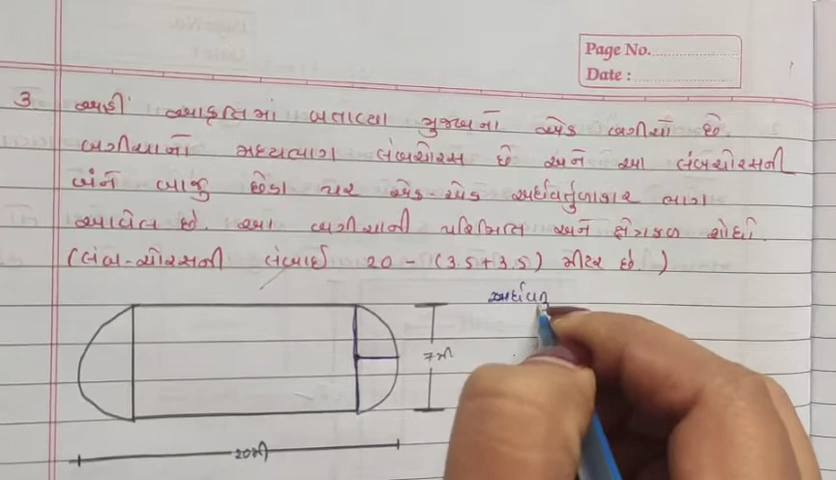 Page No.
Date :
3 અહીં આકૃતિમાં બતાવ્યા મુજબનો એક બગીચો છે.
બગીચાનો મધ્યભાગ લંબચોરસ છે અને આ લંબચોરસની
બંને બાજુ છેડા પર એક-એક અર્ધવર્તુળાકાર ભાગ
આવેલ છે. આ બગીચાની પરિમિતિ અને ક્ષેત્રફળ શોધો.
(લંબ-ચોરસની લંબાઈ 20 - (3.5+3.5) મીટર છે.)
અર્ધવર્તુ
7મી
20મી